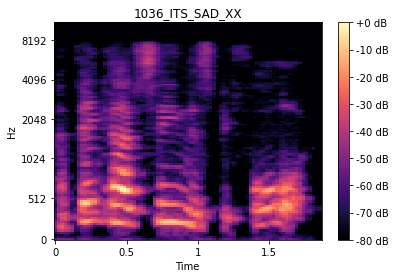 1036_ITS_SAD_XX
Hz
8192
4096
2048
1024
512
0
0
0.5
1
1.5
Time
+0 dB
-10 dB
-20 dB
-30 dB
-40 dB
-50 dB
-60 dB
-70 dB
-80 dB